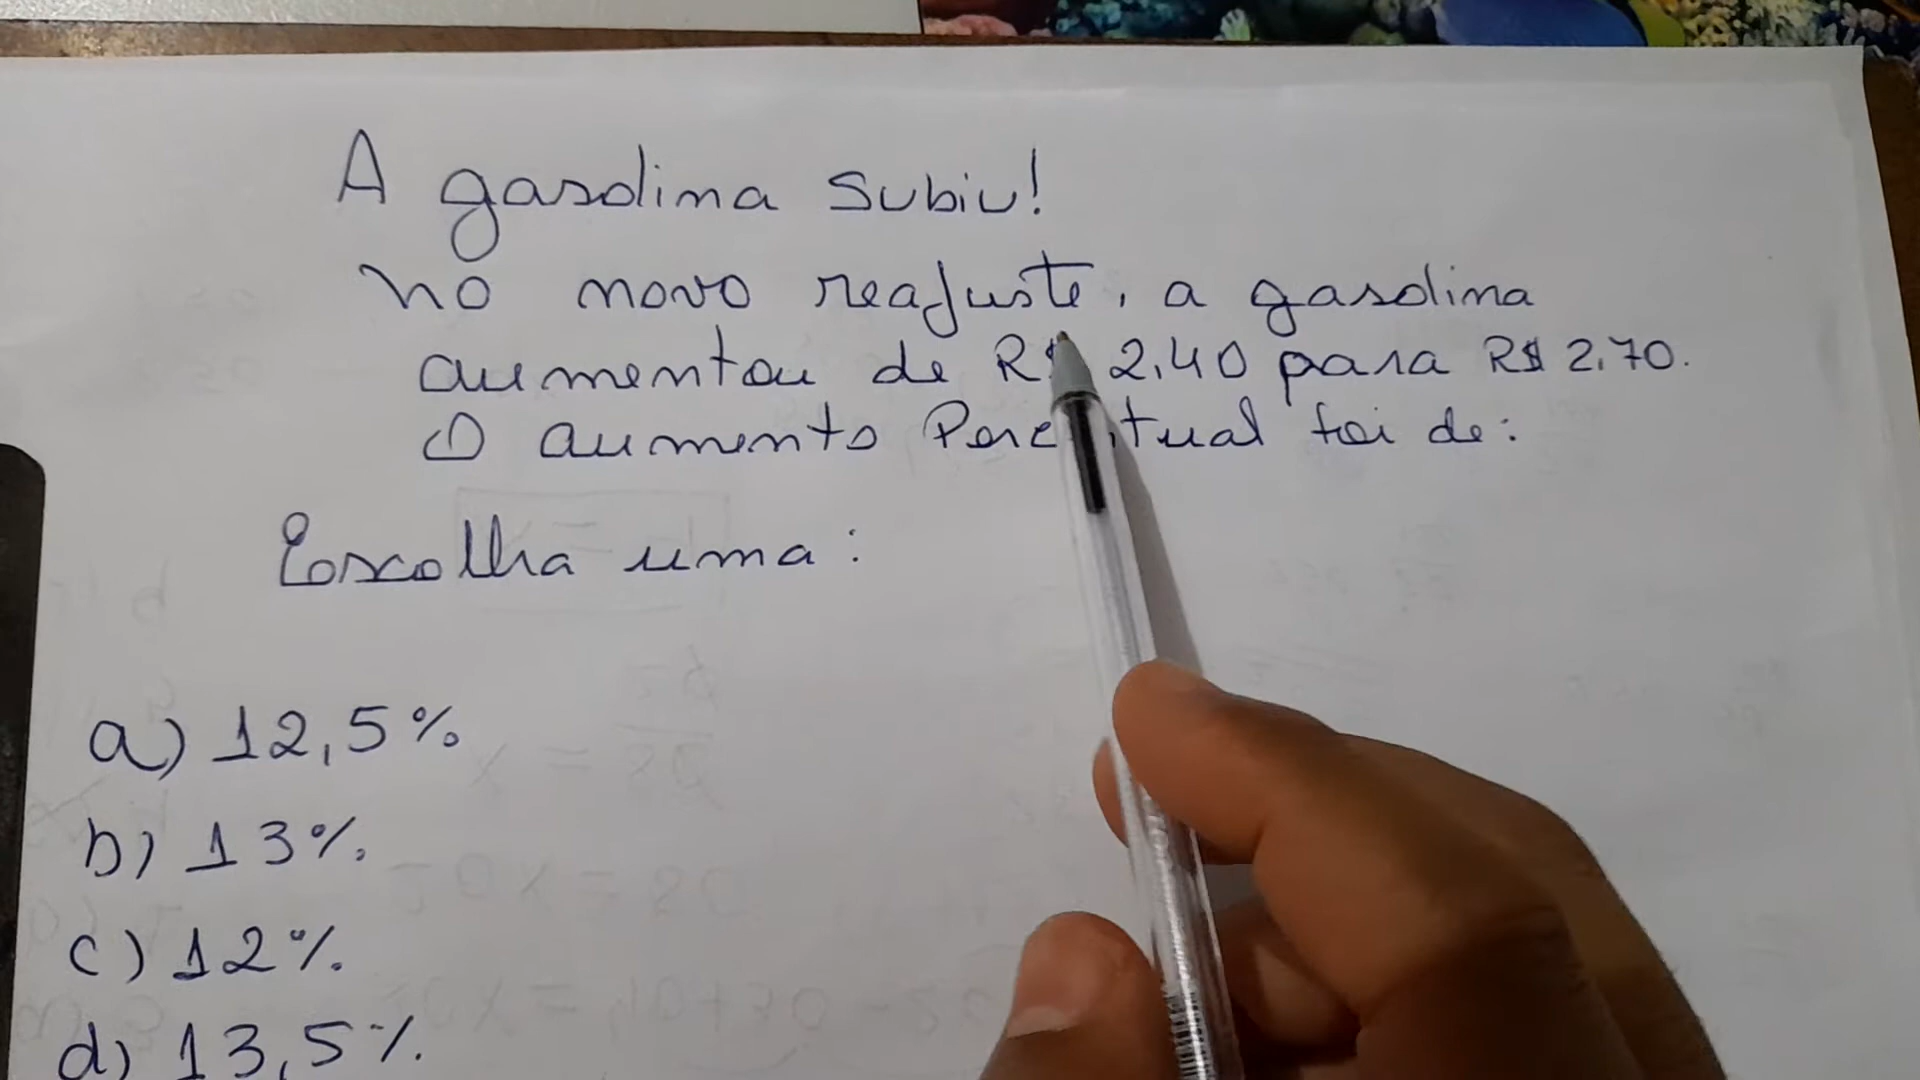 A gasolina subiu!
no novo reajuste, a gasolina
aumentou de R$ 2,40 para R$ 2,70.
O aumento Percentual foi de:
Escolha uma:
a) 12,5%
b) 13%
c) 12%
d) 13,5%